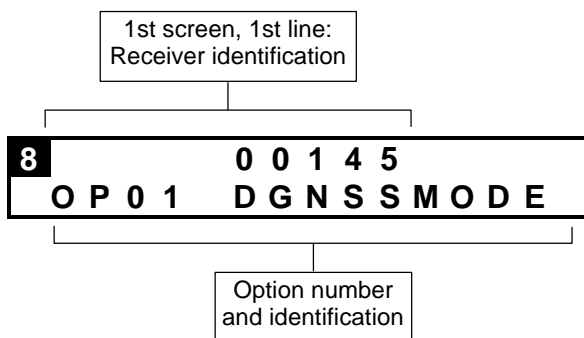 1st screen, 1st line:
Receiver identification
8 00145
OP01 DGNSSMODE
Option number
and identification